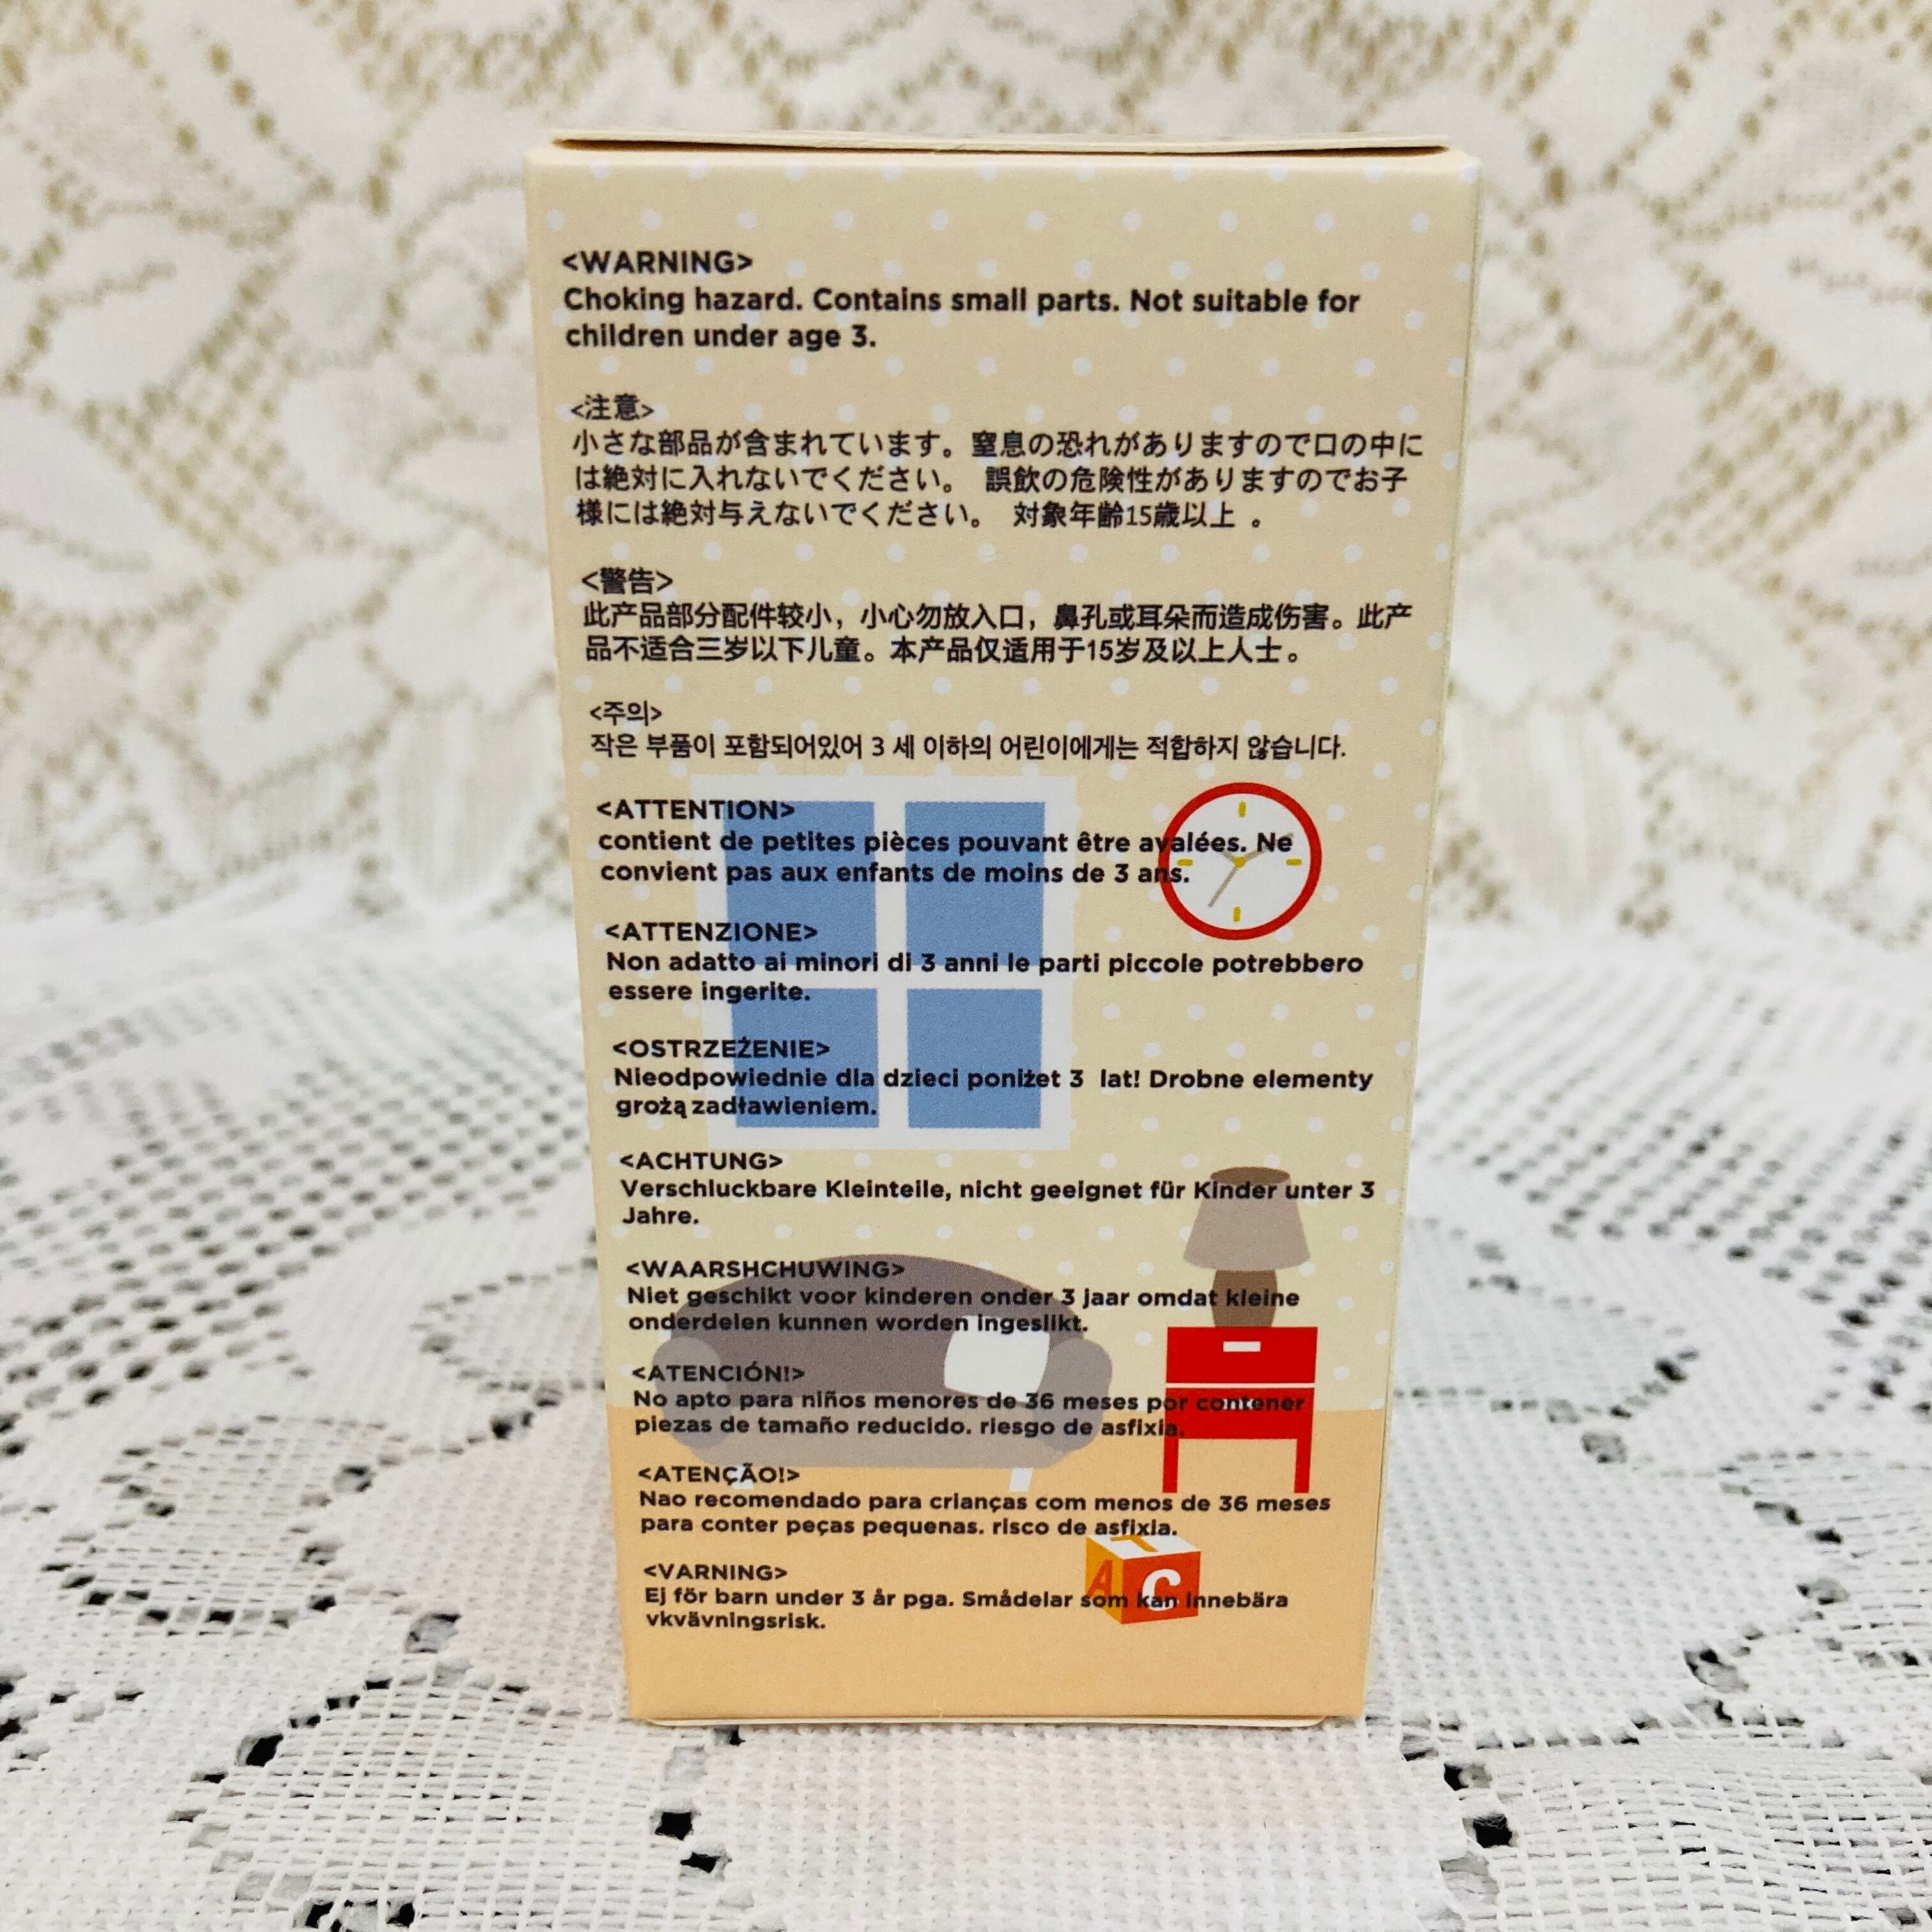 <WARNING>
Choking hazard. Contains small parts. Not suitable for
children under age 3.
<注意>
小さな部品が含まれています。窒息の恐れがありますので口の中に
は絶対に入れないでください。 誤飲の危険性がありますのでお子
様には絶対与えないでください。 対象年齢15歳以上 。
<警告>
此产品部分配件较小，小心勿放入口，鼻孔或耳朵而造成伤害。此产
品不适合三岁以下儿童。本产品仅适用于15岁及以上人士。
<주의>
작은 부품이 포함되어있어 3 세 이하의 어린이에게는 적합하지 않습니다.
<ATTENTION>
contient de petites pièces pouvant être avalées. Ne
convient pas aux enfants de moins de 3 ans.
<ATTENZIONE>
Non adatto ai minori di 3 anni le parti piccole potrebbero
essere ingerite.
<OSTRZEŻENIE>
Nieodpowiednie dla dzieci poniżet 3 lat! Drobne elementy
grożą zadławieniem.
<ACHTUNG>
Verschluckbare Kleinteile, nicht geeignet für Kinder unter 3
Jahre.
<WAARSHCHUWING>
Niet geschikt voor kinderen onder 3 jaar omdat kleine
onderdelen kunnen worden ingeslikt.
<ATENCIÓN!>
No apto para niños menores de 36 meses por contener
piezas de tamaño reducido. riesgo de asfixia.
<ATENÇÃO!>
Nao recomendado para crianças com menos de 36 meses
para conter peças pequenas. risco de asfixia.
A C
<VARNING>
Ej för barn under 3 år pga. Smådelar som kan innebära
vkvävningsrisk.